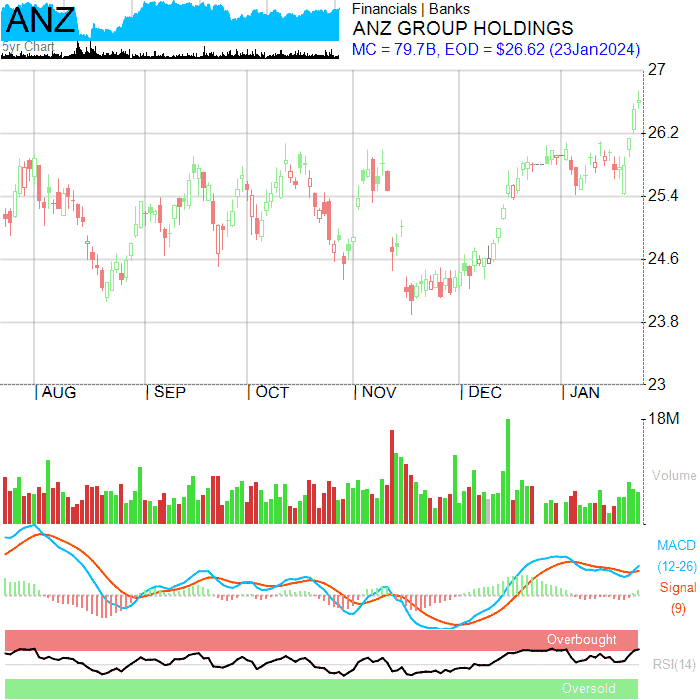 ANZ
5yr Chart
Financials | Banks
ANZ GROUP HOLDINGS
MC = 79.7B, EOD = $26.62 (23Jan2024)
27
26.2
25.4
24.6
23.8
23
| AUG | SEP | OCT | NOV | DEC | JAN
18M
Volume
MACD
(12-26)
Signal
(9)
Overbought
RSI(14)
Oversold